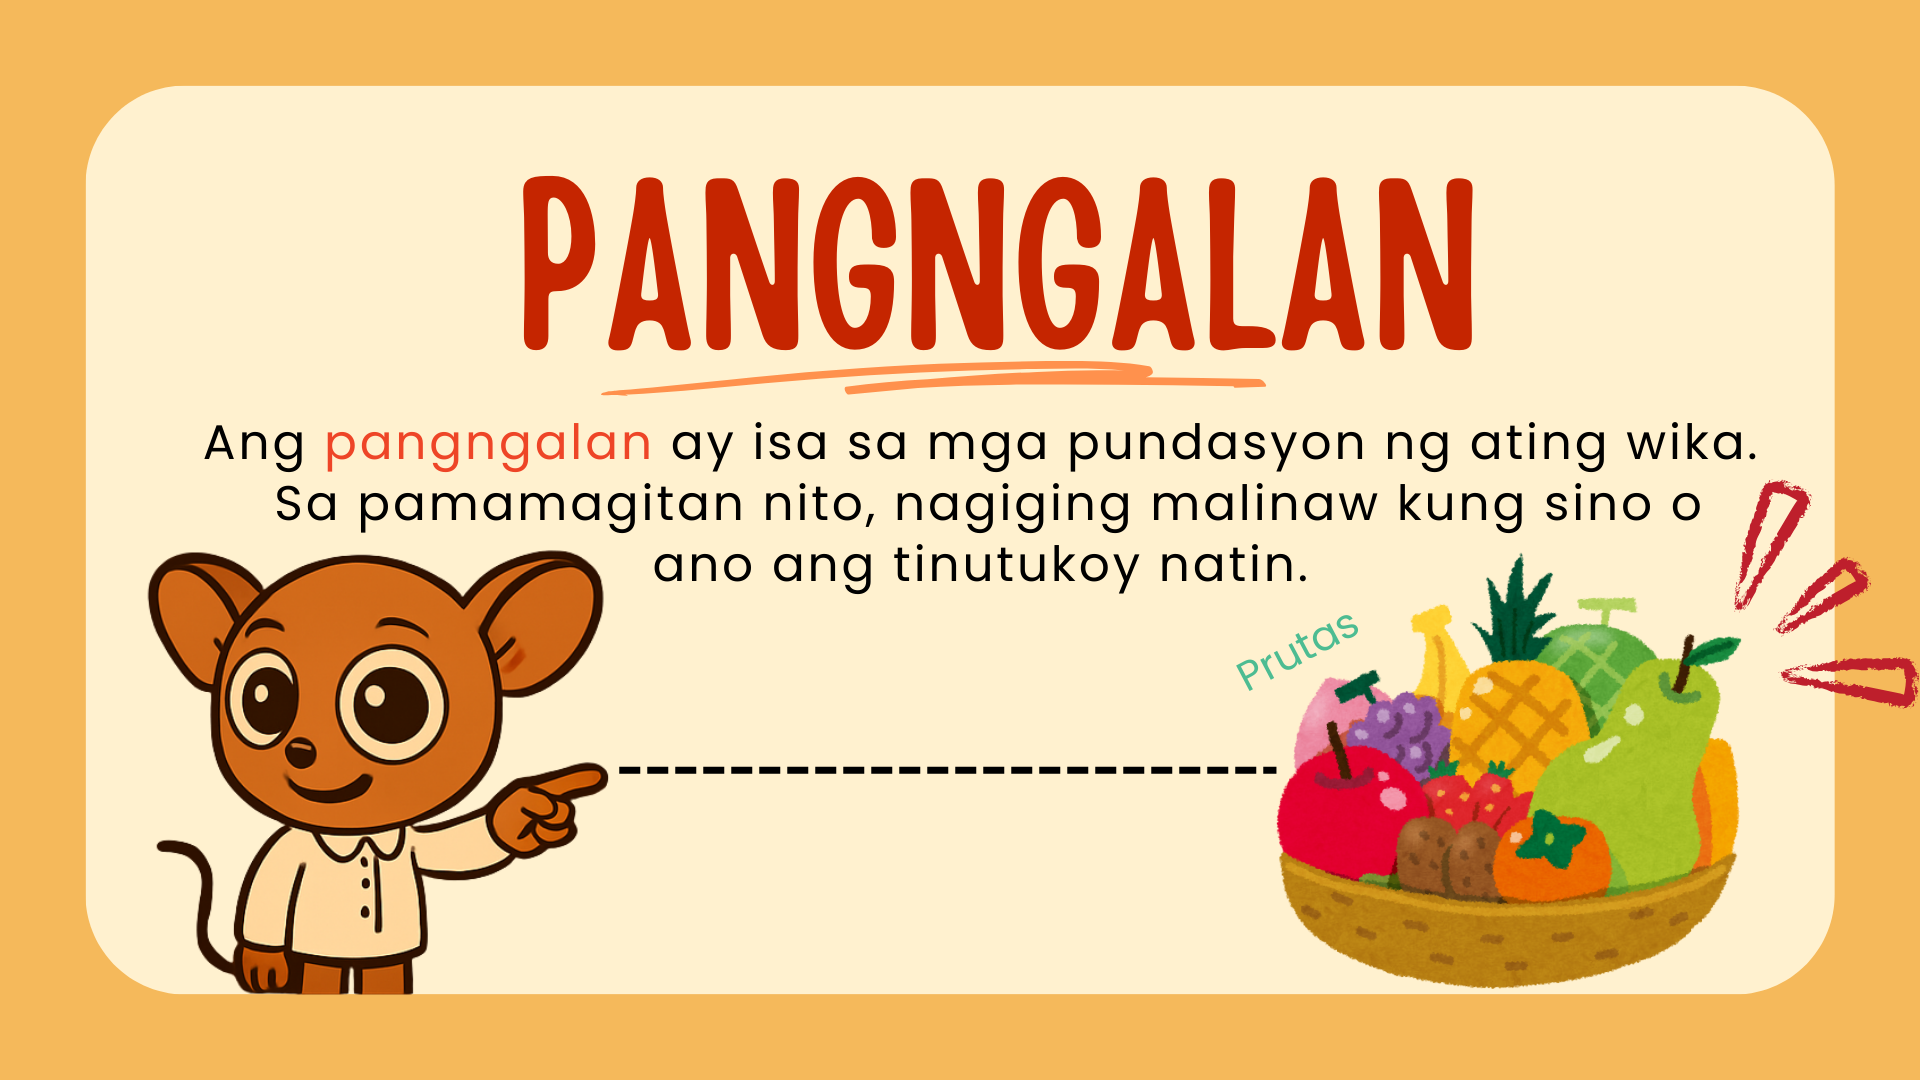 PANGNGALAN
Ang pangngalan ay isa sa mga pundasyon ng ating wika.
Sa pamamagitan nito, nagiging malinaw kung sino o
ano ang tinutukoy natin.
Prutas